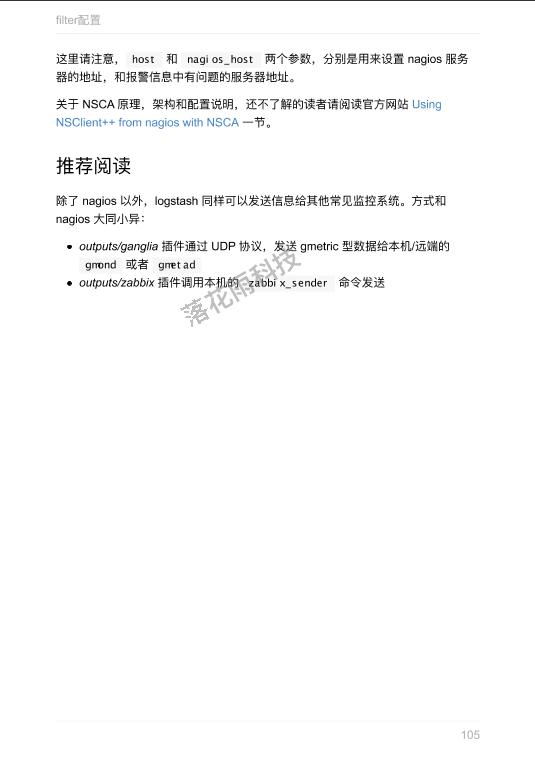 filter配置
这里请注意， host 和 nagios_host 两个参数，分别是用来设置 nagios 服务
器的地址，和报警信息中有问题的服务器地址。
关于 NSCA 原理，架构和配置说明，还不了解的读者请阅读官方网站 Using
NSClient++ from nagios with NSCA 一节。
推荐阅读
除了 nagios 以外，logstash 同样可以发送信息给其他常见监控系统。方式和
nagios 大同小异：
• outputs/ganglia 插件通过 UDP 协议，发送 gmetric 型数据给本机/远端的
gmond 或者 gmetad
• outputs/zabbix 插件调用本机的 zabbix_sender 命令发送
落花雨科技
105